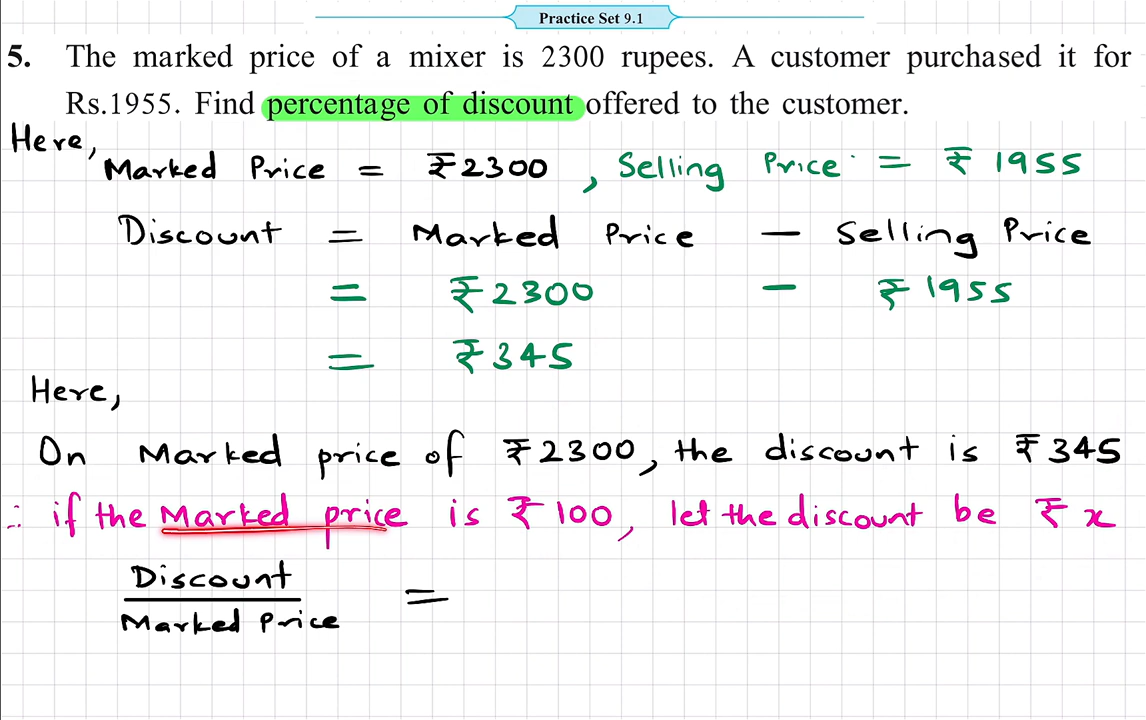 Practice Set 9.1
5. The marked price of a mixer is 2300 rupees. A customer purchased it for
Rs.1955. Find percentage of discount offered to the customer.
Here,
Marked Price = ₹2300, Selling Price = ₹ 1955
Discount = Marked Price - Selling Price
= ₹2300 - ₹1955
= ₹345
Here,
On Marked price of ₹2300, the discount is ₹345
∴ if the Marked price is ₹100, let the discount be ₹ x
Discount
Marked Price =